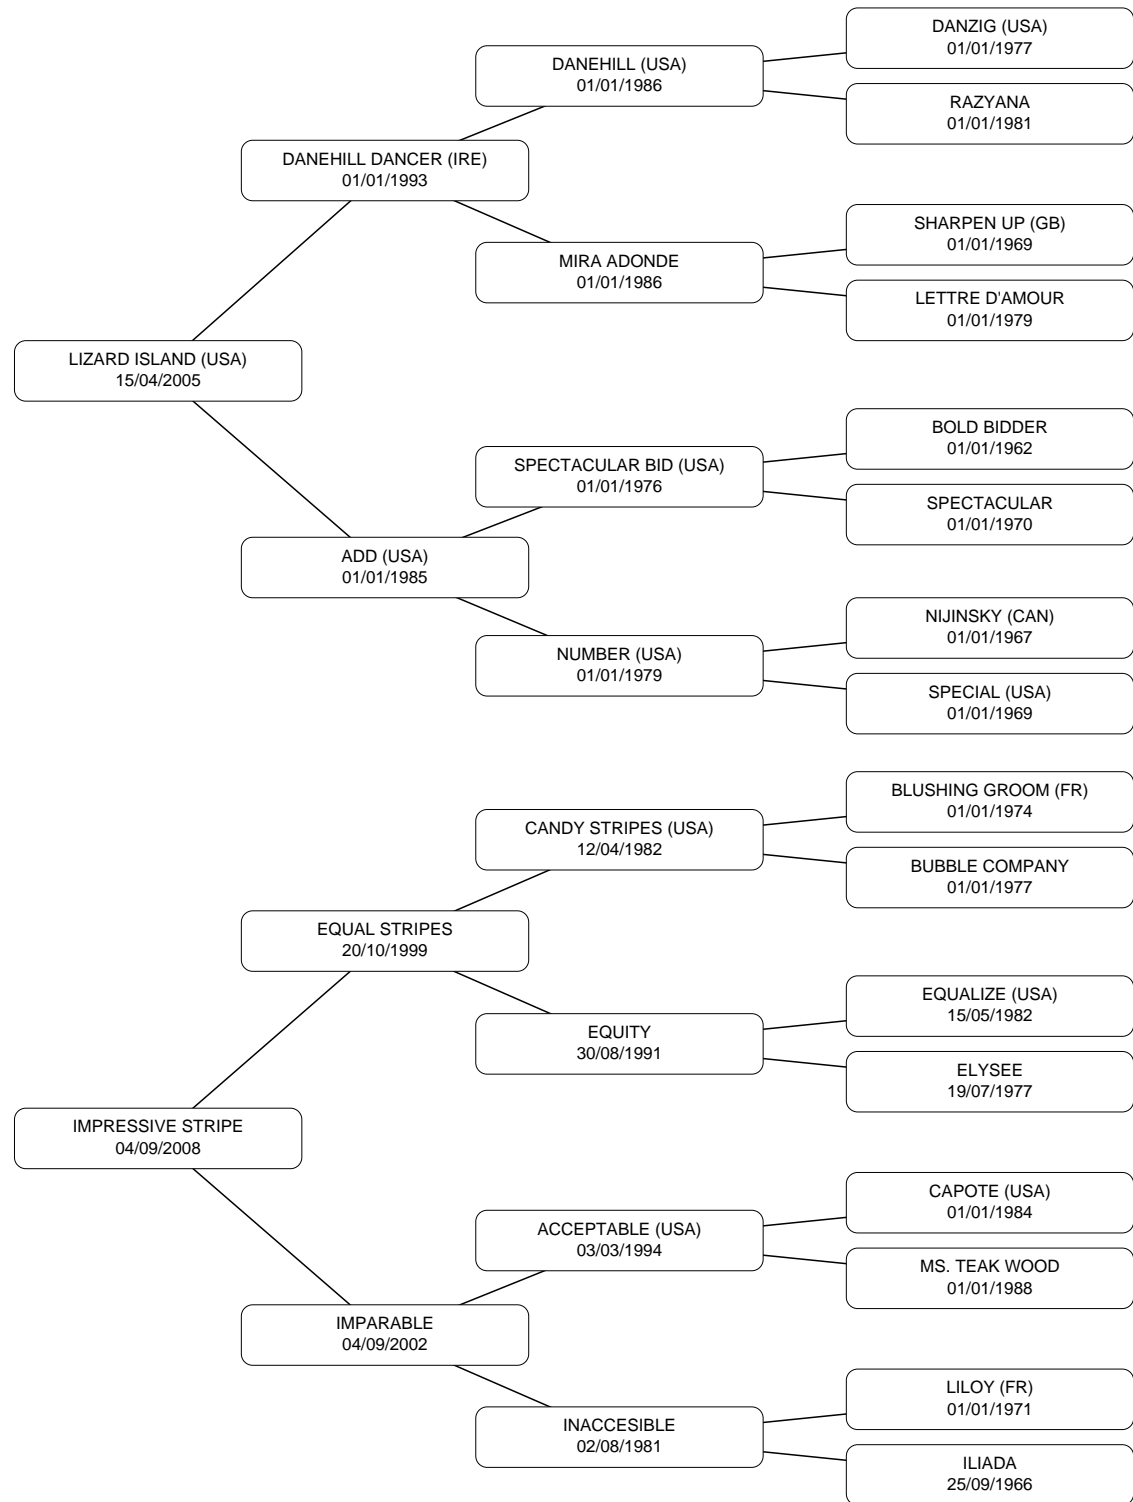 DANZIG (USA)
01/01/1977
DANEHILL (USA)
01/01/1986
RAZYANA
01/01/1981
DANEHILL DANCER (IRE)
01/01/1993
SHARPEN UP (GB)
01/01/1969
MIRA ADONDE
01/01/1986
LETTRE D'AMOUR
01/01/1979
LIZARD ISLAND (USA)
15/04/2005
BOLD BIDDER
01/01/1962
SPECTACULAR BID (USA)
01/01/1976
SPECTACULAR
01/01/1970
ADD (USA)
01/01/1985
NIJINSKY (CAN)
01/01/1967
NUMBER (USA)
01/01/1979
SPECIAL (USA)
01/01/1969
BLUSHING GROOM (FR)
01/01/1974
CANDY STRIPES (USA)
12/04/1982
BUBBLE COMPANY
01/01/1977
EQUAL STRIPES
20/10/1999
EQUALIZE (USA)
15/05/1982
EQUITY
30/08/1991
ELYSEE
19/07/1977
IMPRESSIVE STRIPE
04/09/2008
CAPOTE (USA)
01/01/1984
ACCEPTABLE (USA)
03/03/1994
MS. TEAK WOOD
01/01/1988
IMPARABLE
04/09/2002
LILOY (FR)
01/01/1971
INACCESIBLE
02/08/1981
ILIADA
25/09/1966